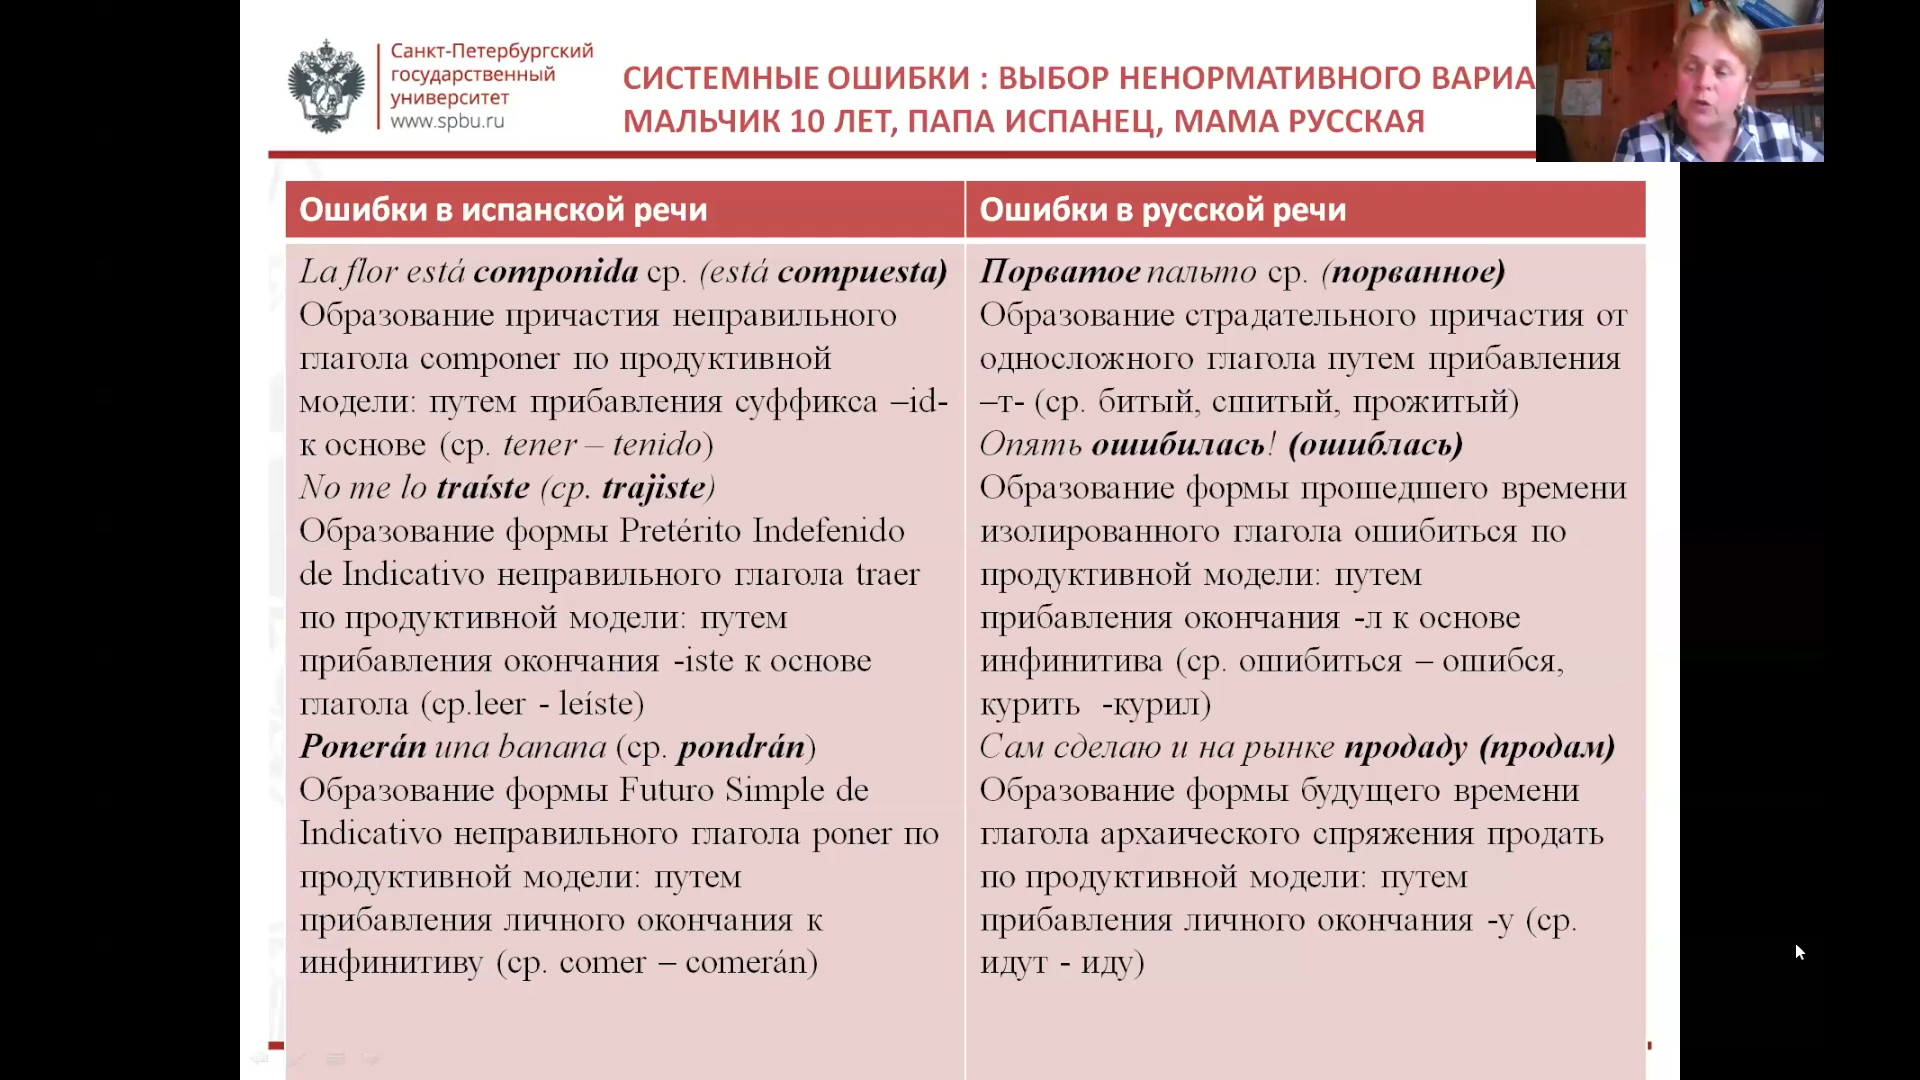 Санкт-Петербургский
государственный
университет
www.spbu.ru
СИСТЕМНЫЕ ОШИБКИ : ВЫБОР НЕНОРМАТИВНОГО ВАРИА
МАЛЬЧИК 10 ЛЕТ, ПАПА ИСПАНЕЦ, МАМА РУССКАЯ
Ошибки в испанской речи
La flor está componida ср. (está compuesta)
Образование причастия неправильного
глагола componer по продуктивной
модели: путем прибавления суффикса –id-
к основе (ср. tener – tenido)
No me lo traíste (ср. trajiste)
Образование формы Pretérito Indefenido
de Indicativo неправильного глагола traer
по продуктивной модели: путем
прибавления окончания -iste к основе
глагола (ср.leer - leíste)
Ponerán una banana (ср. pondrán)
Образование формы Futuro Simple de
Indicativo неправильного глагола poner по
продуктивной модели: путем
прибавления личного окончания к
инфинитиву (ср. comer – comerán)
Ошибки в русской речи
Порватое пальто ср. (порванное)
Образование страдательного причастия от
односложного глагола путем прибавления
–т- (ср. битый, сшитый, прожитый)
Опять ошибилась! (ошиблась)
Образование формы прошедшего времени
изолированного глагола ошибиться по
продуктивной модели: путем
прибавления окончания -л к основе
инфинитива (ср. ошибиться – ошибся,
курить -курил)
Сам сделаю и на рынке продаду (продам)
Образование формы будущего времени
глагола архаического спряжения продать
по продуктивной модели: путем
прибавления личного окончания -у (ср.
идут - иду)